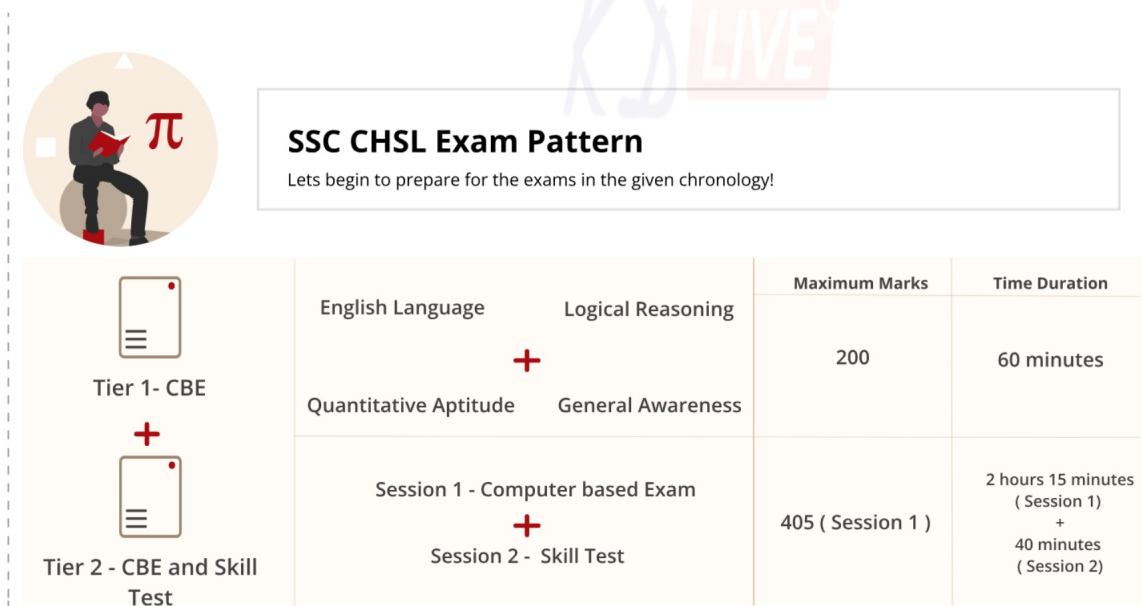 LIVE
π
SSC CHSL Exam Pattern
Lets begin to prepare for the exams in the given chronology!
Maximum Marks
Time Duration
English Language
Logical Reasoning
+
Quantitative Aptitude
General Awareness
200
60 minutes
Tier 1- CBE
+
Tier 2 - CBE and Skill
Test
Session 1 - Computer based Exam
+
Session 2 - Skill Test
405 ( Session 1 )
2 hours 15 minutes
( Session 1)
+
40 minutes
( Session 2)